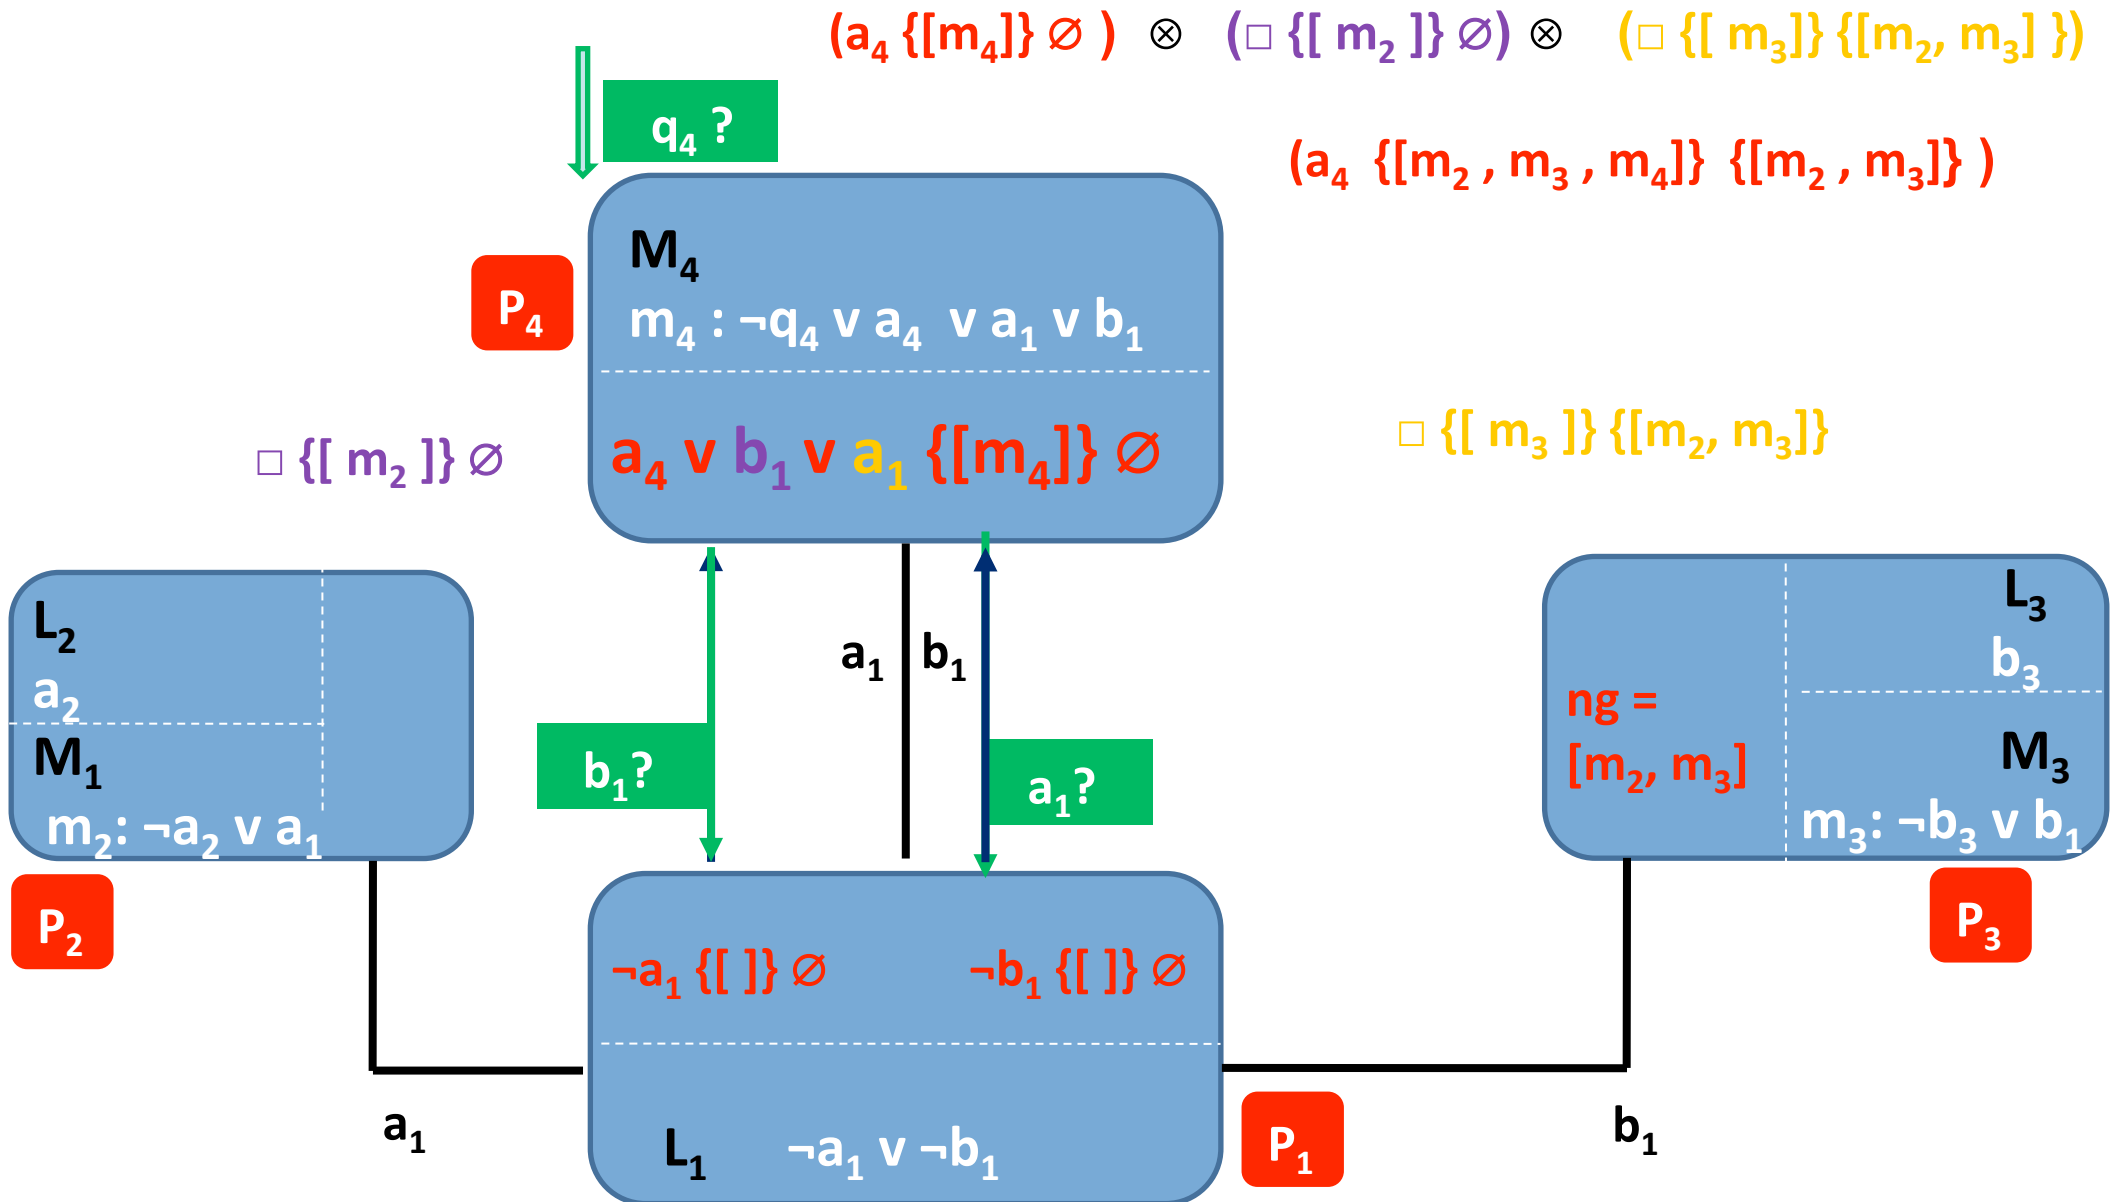 (a₄ {[m₄]} ∅ ) ⊗ (□ {[ m₂ ]} ∅) ⊗ (□ {[ m₃]} {[m₂, m₃] })
q₄ ?
(a₄ {[m₂ , m₃ , m₄]} {[m₂ , m₃]} )
M₄
P₄
m₄ : ¬q₄ v a₄ v a₁ v b₁
□ {[ m₃ ]} {[m₂, m₃]}
□ {[ m₂ ]} ∅
a₄ v b₁ v a₁ {[m₄]} ∅
L₂
a₂
M₁
m₂: ¬a₂ v a₁
P₂
a₁ b₁
b₁?
a₁?
L₃
b₃
ng =
[m₂, m₃]
M₃
m₃: ¬b₃ v b₁
P₃
¬a₁ {[ ]} ∅ ¬b₁ {[ ]} ∅
a₁
L₁ ¬a₁ v ¬b₁
P₁
b₁